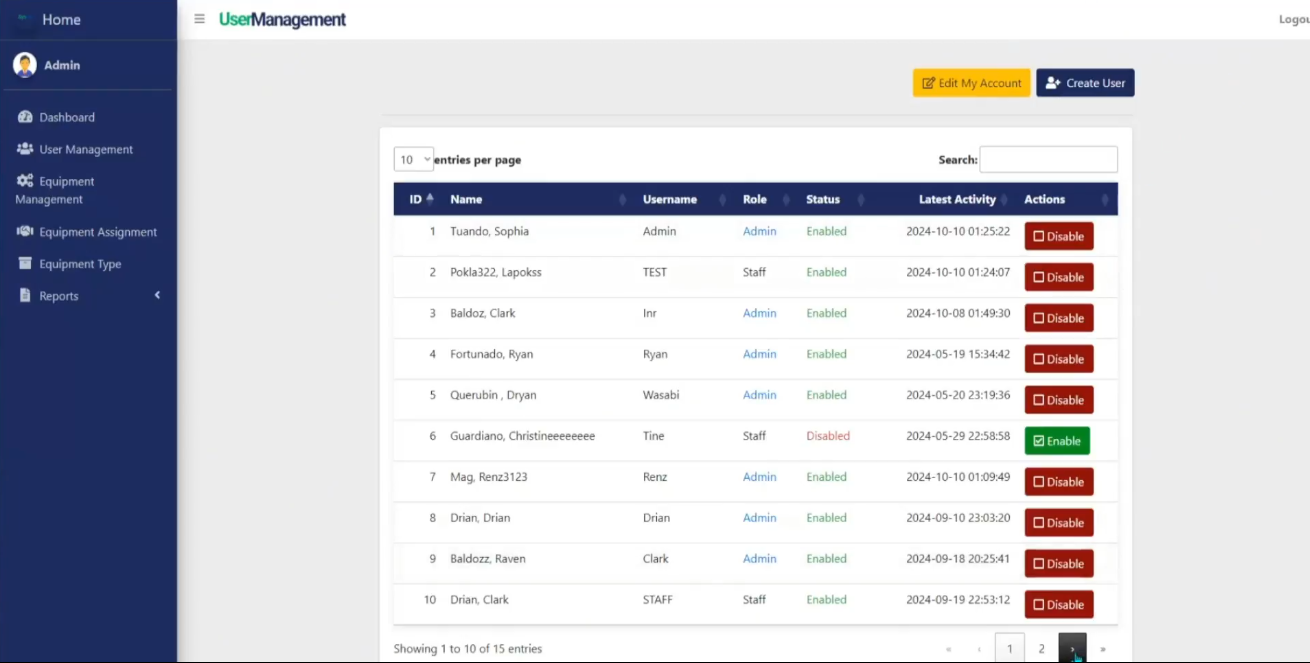 Home
UserManagement
Logou
Admin
Edit My Account
Create User
Dashboard
User Management
Equipment
Management
Equipment Assignment
Equipment Type
Reports
10 entries per page
Search:
ID Name Username Role Status Latest Activity Actions
1 Tuando, Sophia Admin Admin Enabled 2024-10-10 01:25:22 Disable
2 Pokla322, Lapokss TEST Staff Enabled 2024-10-10 01:24:07 Disable
3 Baldoz, Clark Inr Admin Enabled 2024-10-08 01:49:30 Disable
4 Fortunado, Ryan Ryan Admin Enabled 2024-05-19 15:34:42 Disable
5 Querubin , Dryan Wasabi Admin Enabled 2024-05-20 23:19:36 Disable
6 Guardiano, Christineeeeeeee Tine Staff Disabled 2024-05-29 22:58:58 Enable
7 Mag, Renz3123 Renz Admin Enabled 2024-10-10 01:09:49 Disable
8 Drian, Drian Drian Admin Enabled 2024-09-10 23:03:20 Disable
9 Baldozz, Raven Clark Admin Enabled 2024-09-18 20:25:41 Disable
10 Drian, Clark STAFF Staff Enabled 2024-09-19 22:53:12 Disable
Showing 1 to 10 of 15 entries
« ‹ 1 2 › »